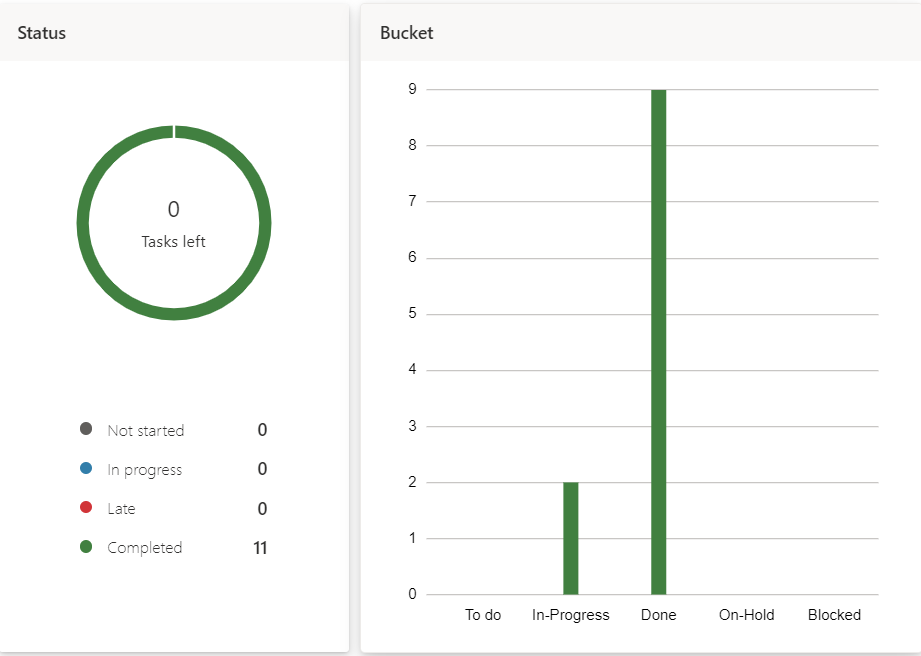 Status
0
Tasks left
Not started 0
In progress 0
Late 0
Completed 11
Bucket
9
8
7
6
5
4
3
2
1
0
To do In-Progress Done On-Hold Blocked